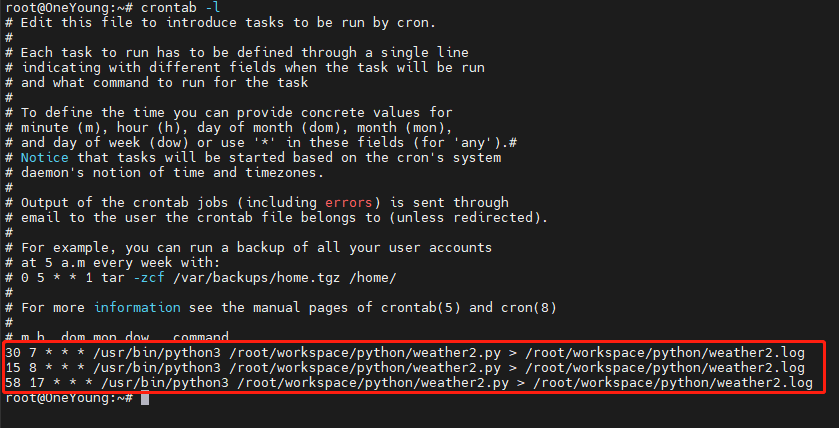 root@OneYoung:~# crontab -l
# Edit this file to introduce tasks to be run by cron.
#
# Each task to run has to be defined through a single line
# indicating with different fields when the task will be run
# and what command to run for the task
#
# To define the time you can provide concrete values for
# minute (m), hour (h), day of month (dom), month (mon),
# and day of week (dow) or use '*' in these fields (for 'any').#
# Notice that tasks will be started based on the cron's system
# daemon's notion of time and timezones.
#
# Output of the crontab jobs (including errors) is sent through
# email to the user the crontab file belongs to (unless redirected).
#
# For example, you can run a backup of all your user accounts
# at 5 a.m every week with:
# 0 5 * * 1 tar -zcf /var/backups/home.tgz /home/
#
# For more information see the manual pages of crontab(5) and cron(8)
#
# m h  dom mon dow   command
30 7 * * * /usr/bin/python3 /root/workspace/python/weather2.py > /root/workspace/python/weather2.log
15 8 * * * /usr/bin/python3 /root/workspace/python/weather2.py > /root/workspace/python/weather2.log
58 17 * * * /usr/bin/python3 /root/workspace/python/weather2.py > /root/workspace/python/weather2.log
root@OneYoung:~#